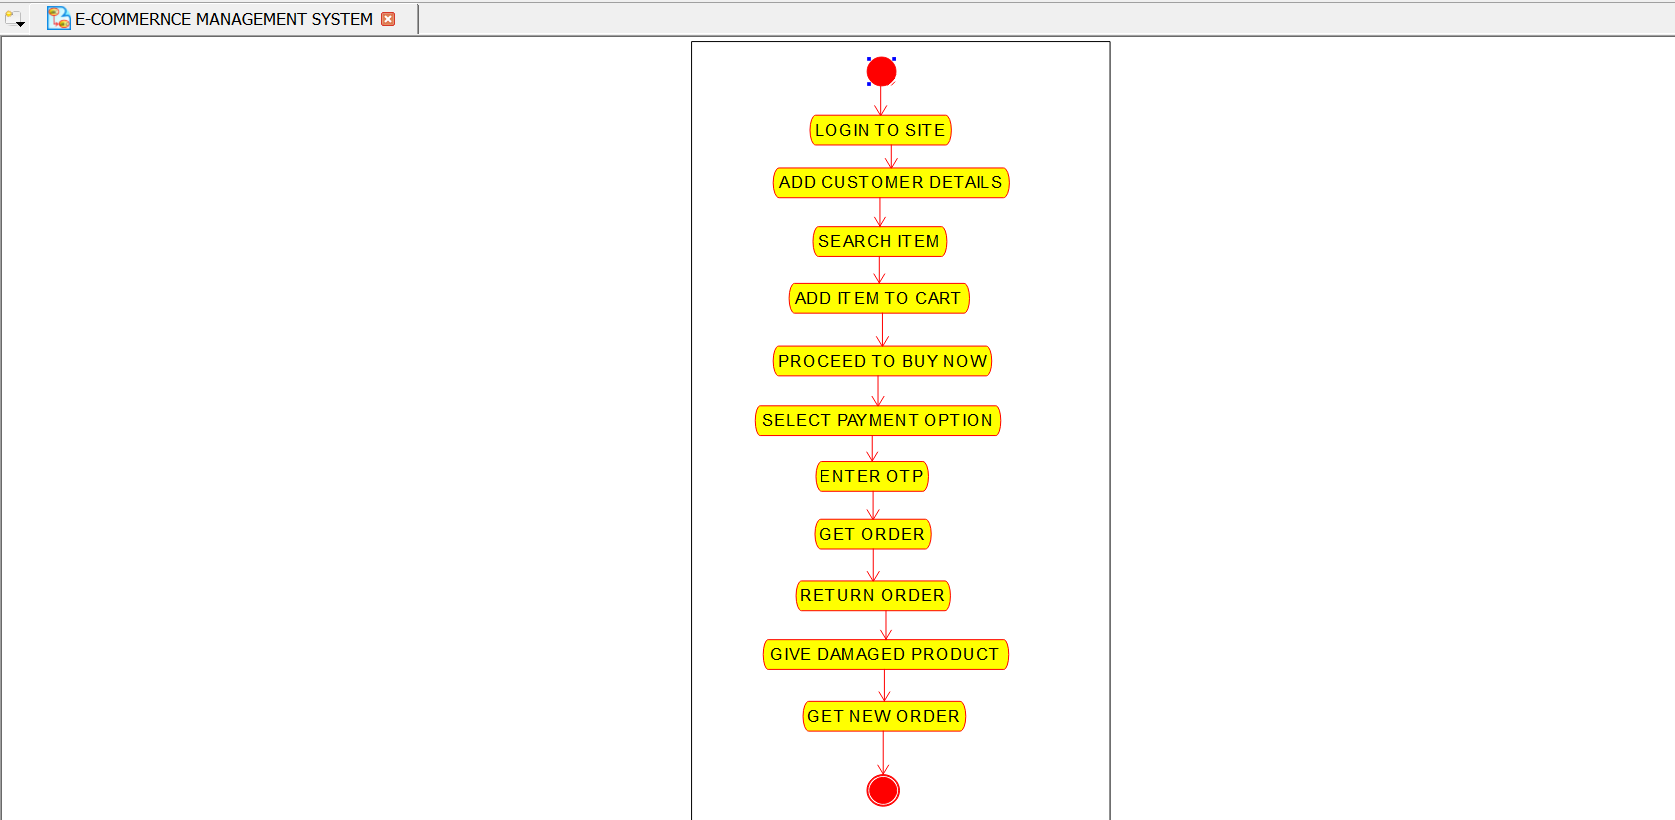 E-COMMERNCE MANAGEMENT SYSTEM
LOGIN TO SITE
ADD CUSTOMER DETAILS
SEARCH ITEM
ADD ITEM TO CART
PROCEED TO BUY NOW
SELECT PAYMENT OPTION
ENTER OTP
GET ORDER
RETURN ORDER
GIVE DAMAGED PRODUCT
GET NEW ORDER